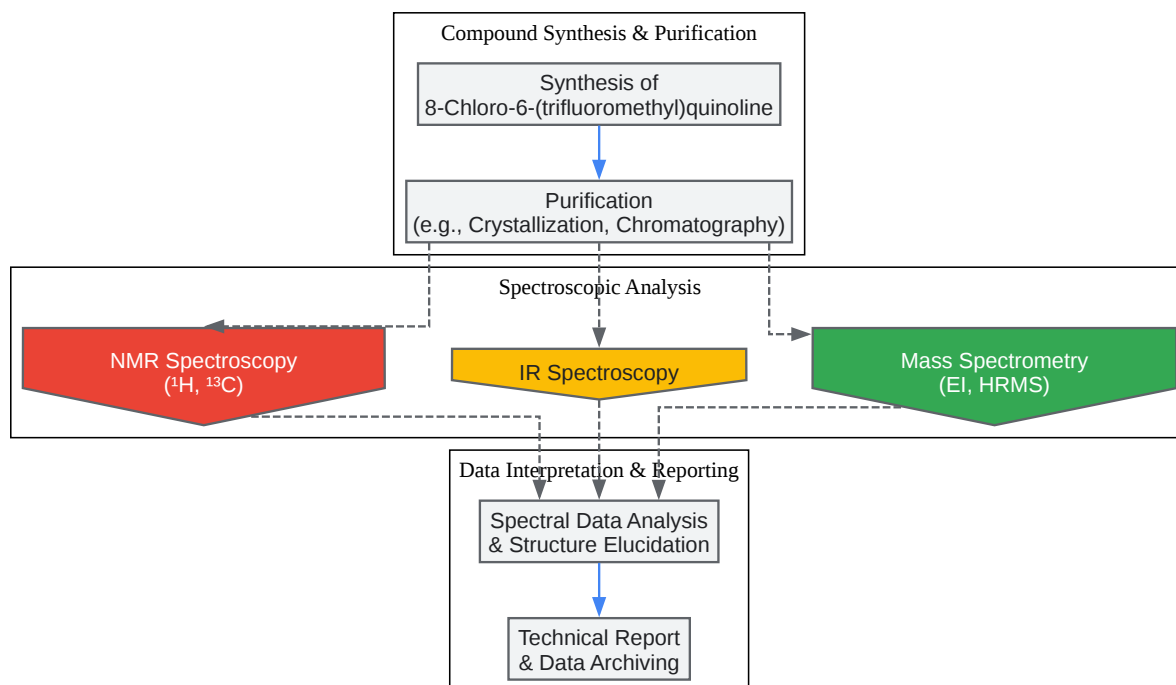 Compound Synthesis & Purification
Synthesis of
8-Chloro-6-(trifluoromethyl)quinoline
Purification
(e.g., Crystallization, Chromatography)
Spectroscopic Analysis
NMR Spectroscopy
(¹H, ¹³C)
IR Spectroscopy
Mass Spectrometry
(EI, HRMS)
Data Interpretation & Reporting
Spectral Data Analysis
& Structure Elucidation
Technical Report
& Data Archiving